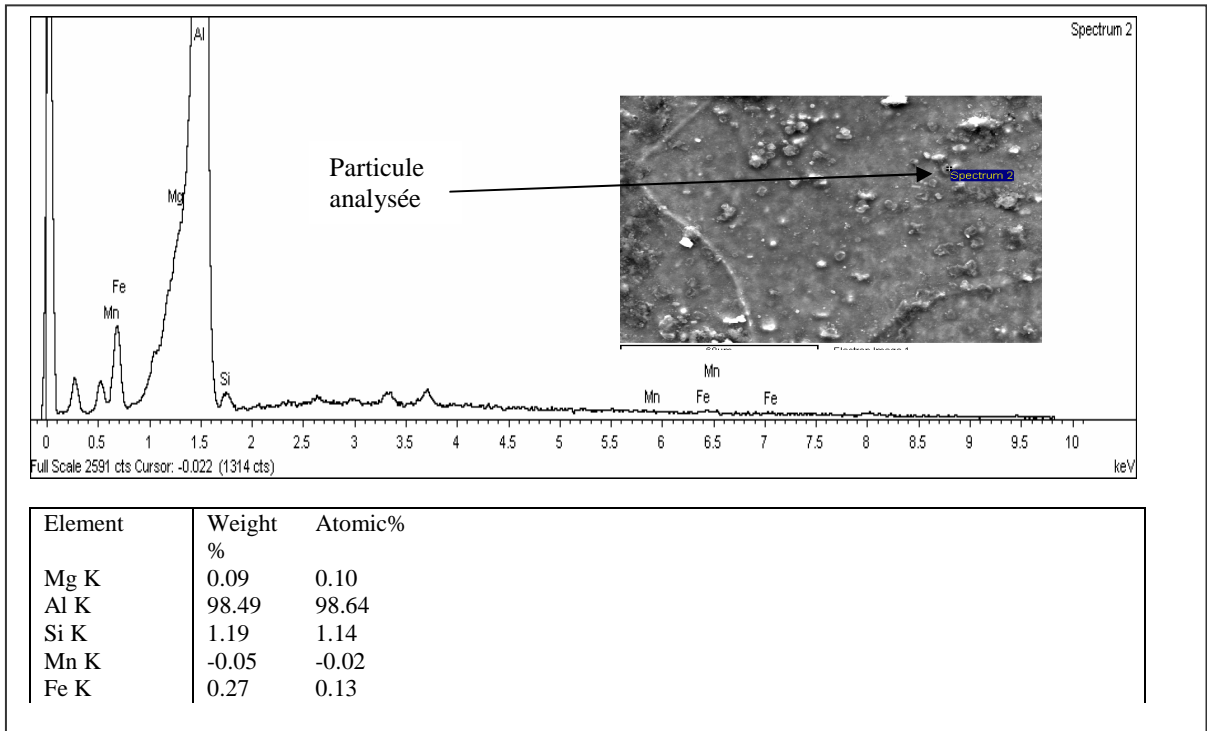 Spectrum 2
Al
Particule
analysée
Spectrum 2
Mg
Fe
Mn
Si
60µm Electron Image 1
Mn
Mn Fe Fe
0 0.5 1 1.5 2 2.5 3 3.5 4 4.5 5 5.5 6 6.5 7 7.5 8 8.5 9 9.5 10
Full Scale 2591 cts Cursor: -0.022 (1314 cts) keV
Element Weight Atomic%
%
Mg K 0.09 0.10
Al K 98.49 98.64
Si K 1.19 1.14
Mn K -0.05 -0.02
Fe K 0.27 0.13